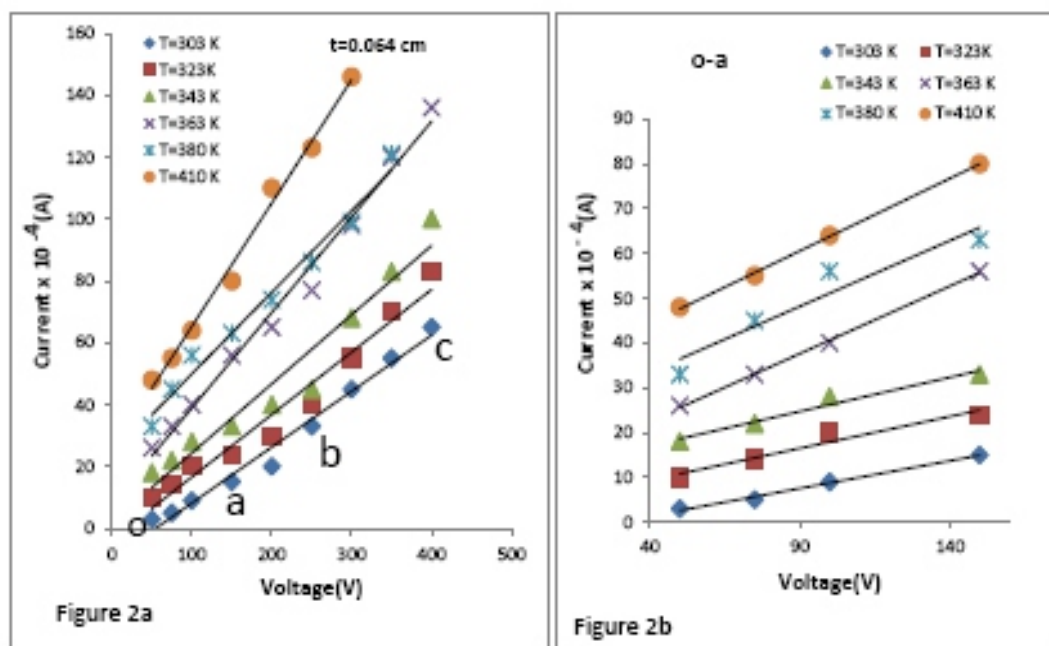 160
140
120
100
80
60
40
20
0
Current x 10 -4(A)
T=303 K
T=323K
T=343 K
T=363 K
T=380 K
T=410 K
t=0.064 cm
o
a
b
c
0 100 200 300 400 500
Voltage(V)
Figure 2a
o-a
T=303 K T=323K
T=343 K T=363 K
T=380 K T=410 K
90
80
70
60
50
40
30
20
10
0
Current x 10 - 4(A)
40 90 140
Voltage(V)
Figure 2b